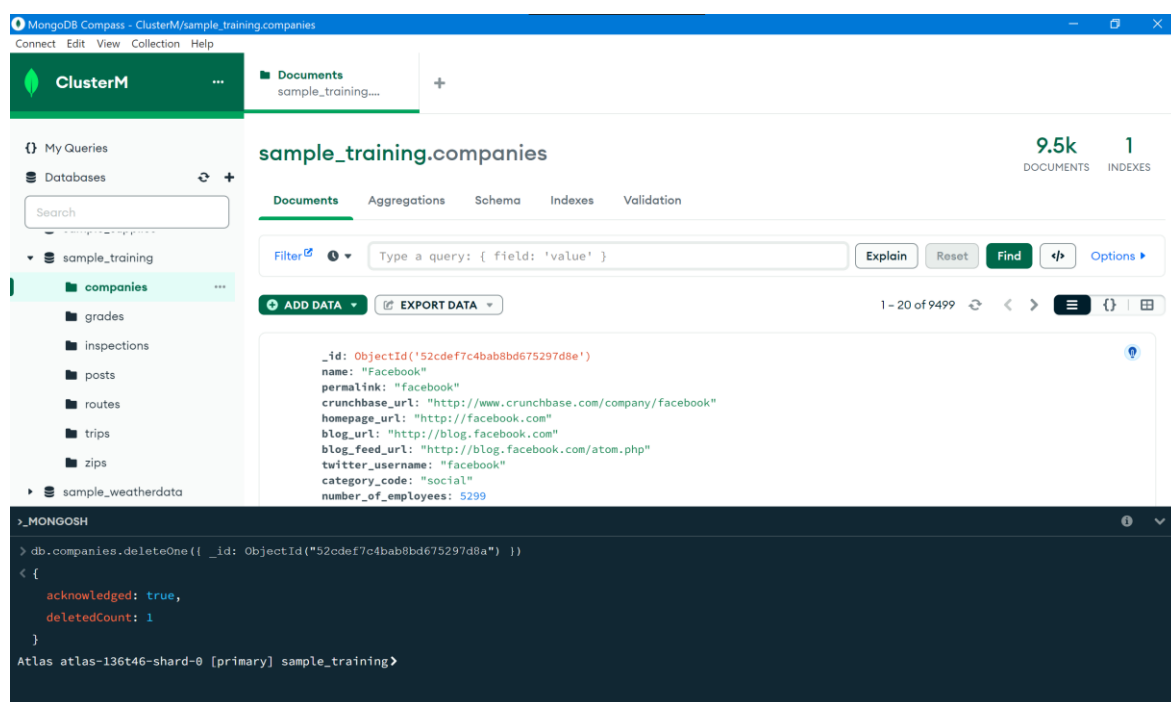 MongoDB Compass - ClusterM/sample_training.companies
Connect Edit View Collection Help
ClusterM ...
Documents
sample_training....
+
{} My Queries
Databases
+
Search
sample_training
companies ...
grades
inspections
posts
routes
trips
zips
sample_weatherdata
sample_training.companies
9.5k
DOCUMENTS
1
INDEXES
Documents Aggregations Schema Indexes Validation
Filter Type a query: { field: 'value' } Explain Reset Find </> Options
ADD DATA EXPORT DATA 1 – 20 of 9499 {}
_id: ObjectId('52cdef7c4bab8bd675297d8e')
name: "Facebook"
permalink: "facebook"
crunchbase_url: "http://www.crunchbase.com/company/facebook"
homepage_url: "http://facebook.com"
blog_url: "http://blog.facebook.com"
blog_feed_url: "http://blog.facebook.com/atom.php"
twitter_username: "facebook"
category_code: "social"
number_of_employees: 5299
>_MONGOSH
> db.companies.deleteOne({ _id: ObjectId("52cdef7c4bab8bd675297d8a") })
< {
acknowledged: true,
deletedCount: 1
}
Atlas atlas-136t46-shard-0 [primary] sample_training>